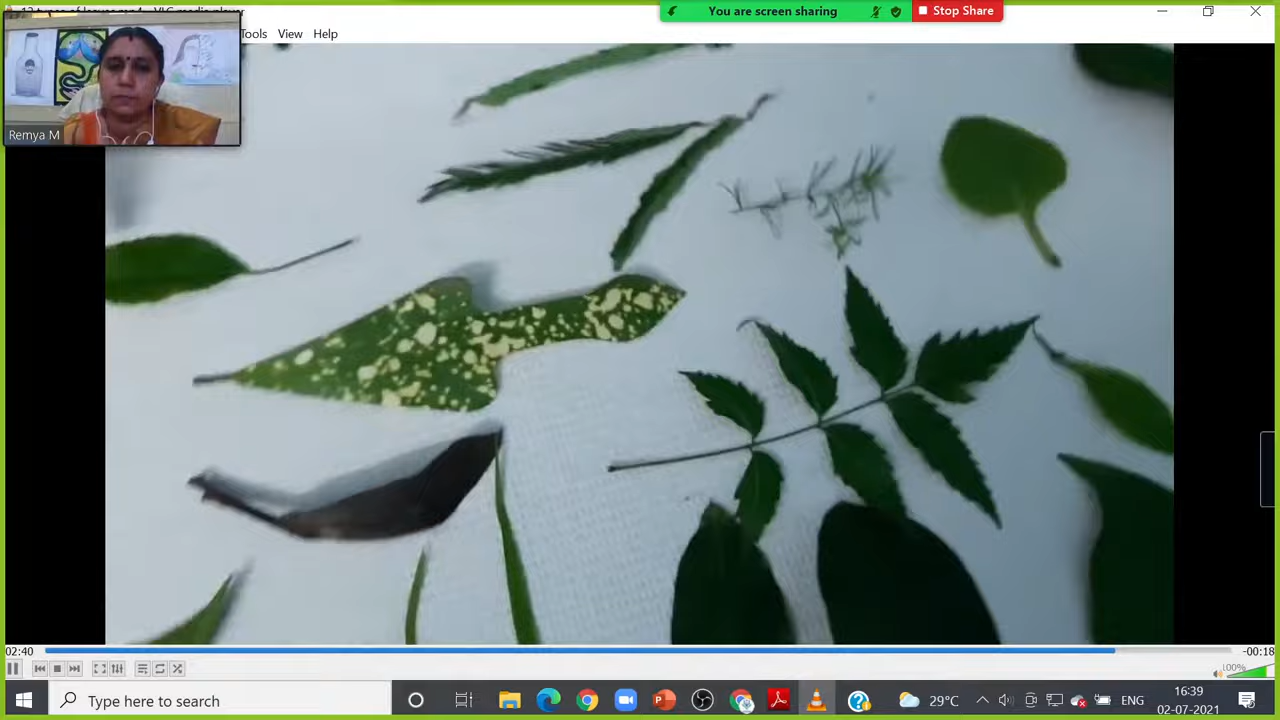 You are screen sharing
Stop Share
Tools View Help
Remya M
02:40
-00:18
100%
Type here to search
29°C
ENG
16:39
02-07-2021